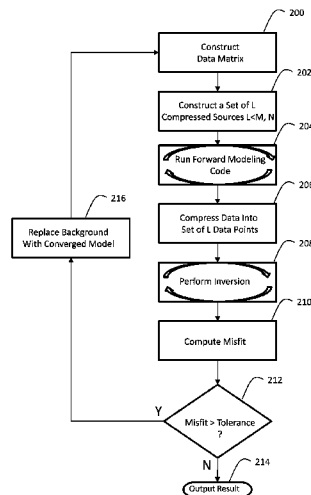 200
Construct
Data Matrix
202
Construct a Set of L
Compressed Sources L<M, N
204
Run Forward Modeling
Code
206
216
Compress Data Into
Set of L Data Points
Replace Background
With Converged Model
208
Perform Inversion
210
Compute Misfit
212
Y
Misfit > Tolerance
?
N
214
Output Result